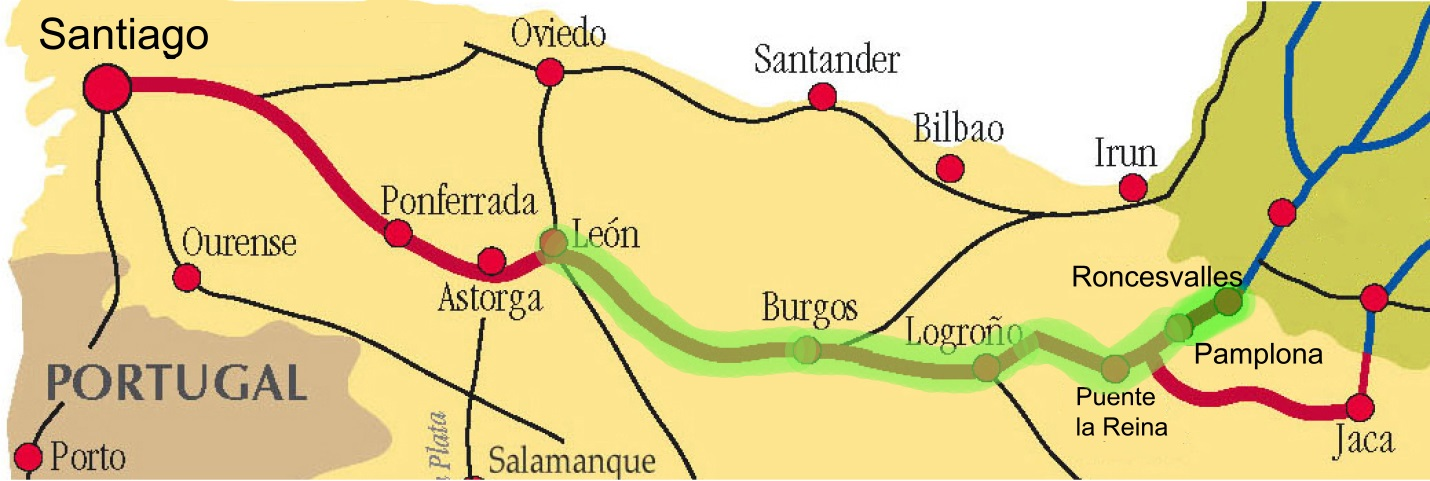 Santiago
Oviedo
Santander
Bilbao
Irun
Ponferrada
León
Ourense
Astorga
Burgos
Logroño
Roncesvalles
Pamplona
Puente
la Reina
Jaca
PORTUGAL
Porto
Plata
Salamanque